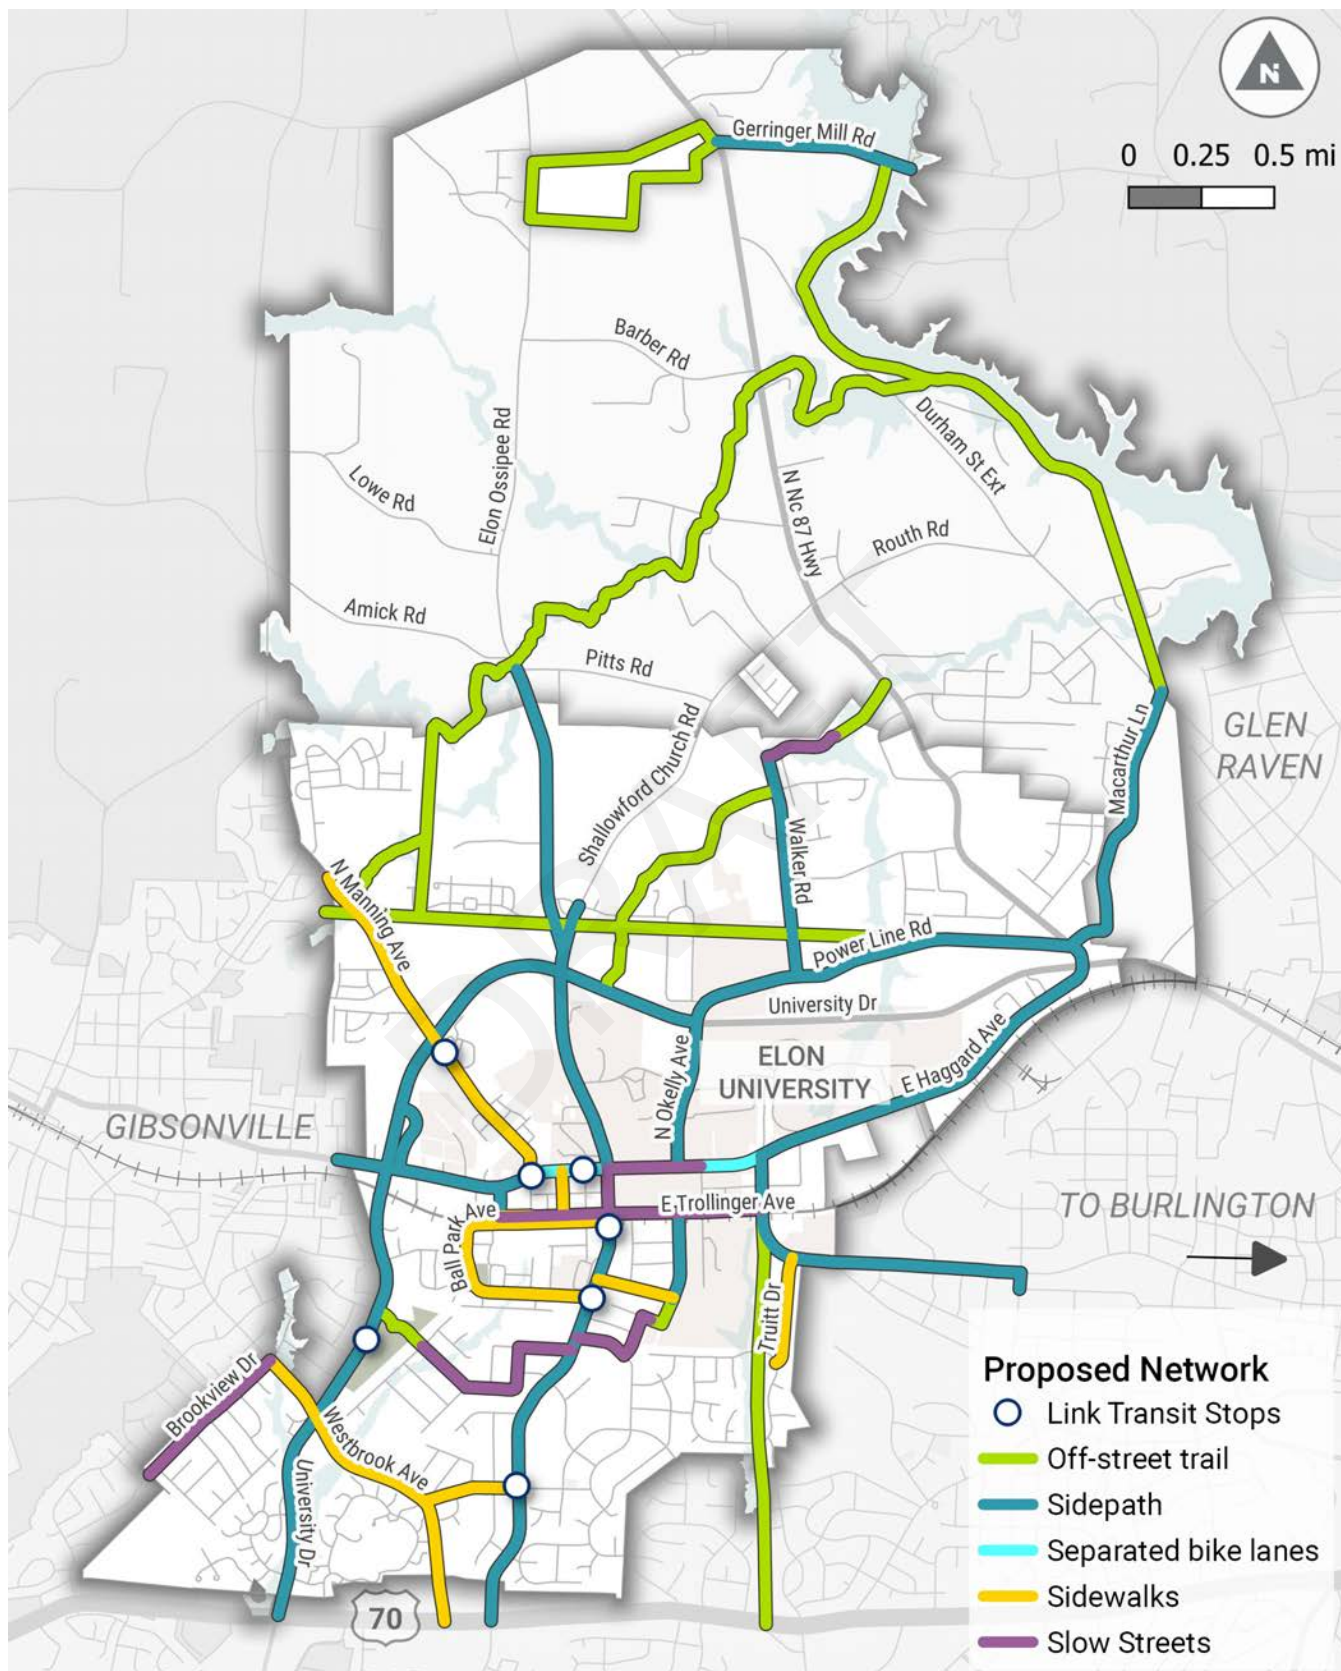 N
Gerringer Mill Rd
0 0.25 0.5 mi
Barber Rd
Durham St Ext
Elon Ossipee Rd
Lowe Rd
N Nc 87 Hwy
Routh Rd
Amick Rd
Pitts Rd
Shallowford Church Rd
Macarthur Ln
GLEN
RAVEN
DRAFT
Walker Rd
N Manning Ave
Power Line Rd
University Dr
ELON
UNIVERSITY
N Okelly Ave
E Haggard Ave
GIBSONVILLE
E Trollinger Ave
Ball Park Ave
TO BURLINGTON
Truitt Dr
Brookview Dr
Westbrook Ave
University Dr
70
Proposed Network
Link Transit Stops
Off-street trail
Sidepath
Separated bike lanes
Sidewalks
Slow Streets